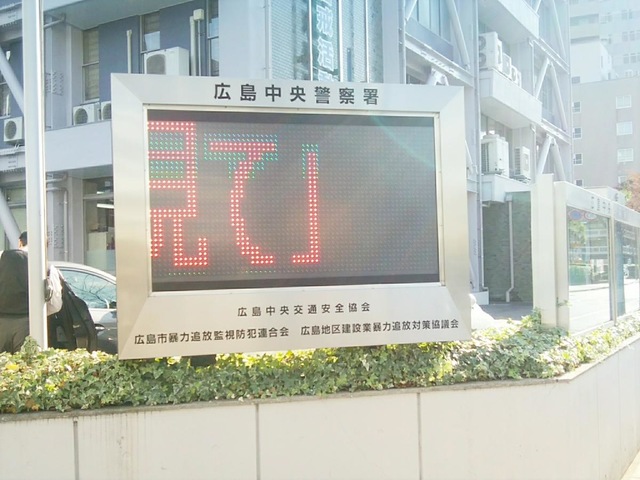 広島中央警察署
見て」
広島中央交通安全協会
広島市暴力追放監視防犯連合会 広島地区建設業暴力追放対策協議会